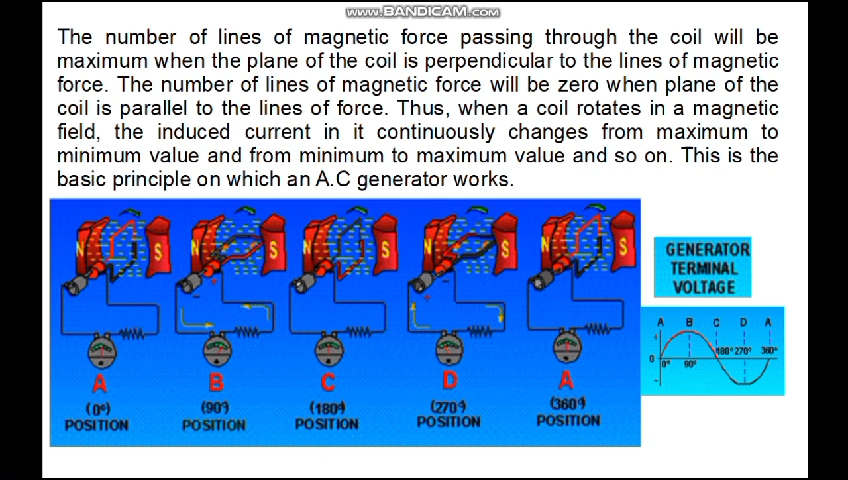 www.BANDICAM.com
The number of lines of magnetic force passing through the coil will be
maximum when the plane of the coil is perpendicular to the lines of magnetic
force. The number of lines of magnetic force will be zero when plane of the
coil is parallel to the lines of force. Thus, when a coil rotates in a magnetic
field, the induced current in it continuously changes from maximum to
minimum value and from minimum to maximum value and so on. This is the
basic principle on which an A.C generator works.
N S N S N S N S N S
GENERATOR
TERMINAL
VOLTAGE
+
−
−
+
A B C D A
+
0 0° 90° 180° 270° 360°
−
A B C D A
(0°) (90°) (180°) (270°) (360°)
POSITION POSITION POSITION POSITION POSITION